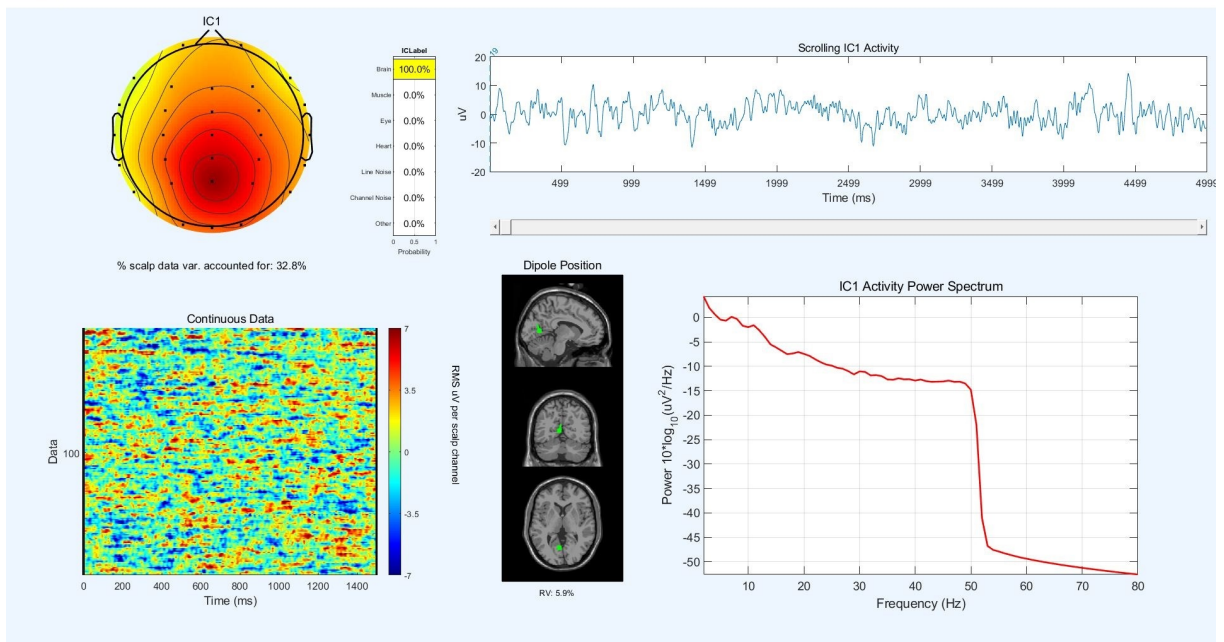 IC1
ICLabel
Brain 100.0%
Muscle 0.0%
Eye 0.0%
Heart 0.0%
Line Noise 0.0%
Channel Noise 0.0%
Other 0.0%
0 0.5 1
Probability
% scalp data var. accounted for: 32.8%
Scrolling IC1 Activity
19
20
10
0
-10
-20
uV
499 999 1499 1999 2499 2999 3499 3999 4499 4999
Time (ms)
Continuous Data
Data
100
0 200 400 600 800 1000 1200 1400
Time (ms)
7
3.5
0
-3.5
-7
RMS uV per scalp channel
Dipole Position
RV: 5.9%
IC1 Activity Power Spectrum
Power 10*log10(uV2/Hz)
0
-5
-10
-15
-20
-25
-30
-35
-40
-45
-50
10 20 30 40 50 60 70 80
Frequency (Hz)